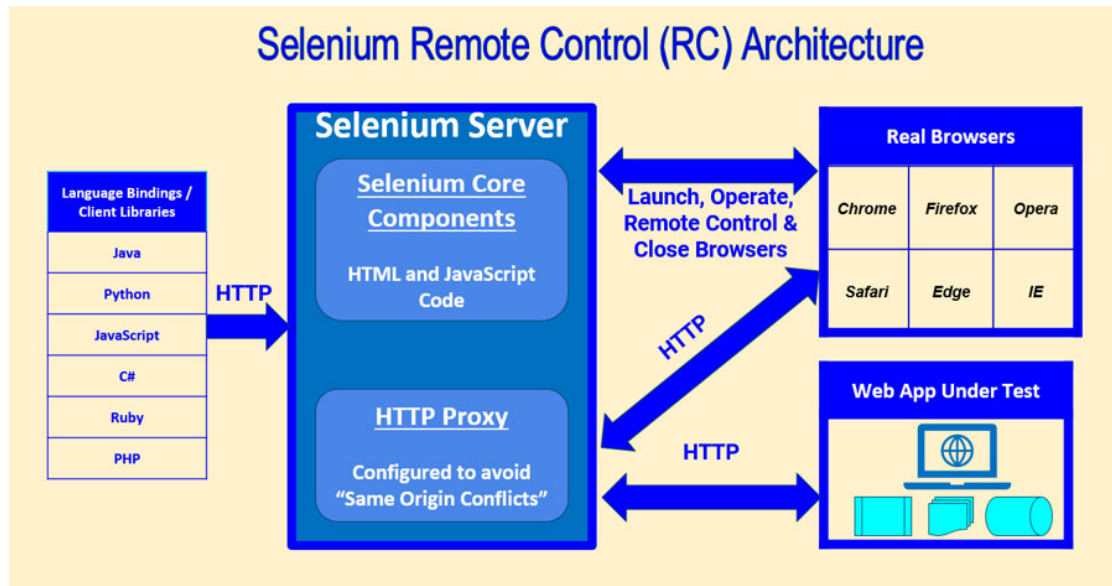 Selenium Remote Control (RC) Architecture
Language Bindings /
Client Libraries
Java
Python
JavaScript
C#
Ruby
PHP
HTTP
Selenium Server
Selenium Core
Components
HTML and JavaScript
Code
HTTP Proxy
Configured to avoid
“Same Origin Conflicts”
Launch, Operate,
Remote Control &
Close Browsers
HTTP
HTTP
Real Browsers
Chrome
Firefox
Opera
Safari
Edge
IE
Web App Under Test